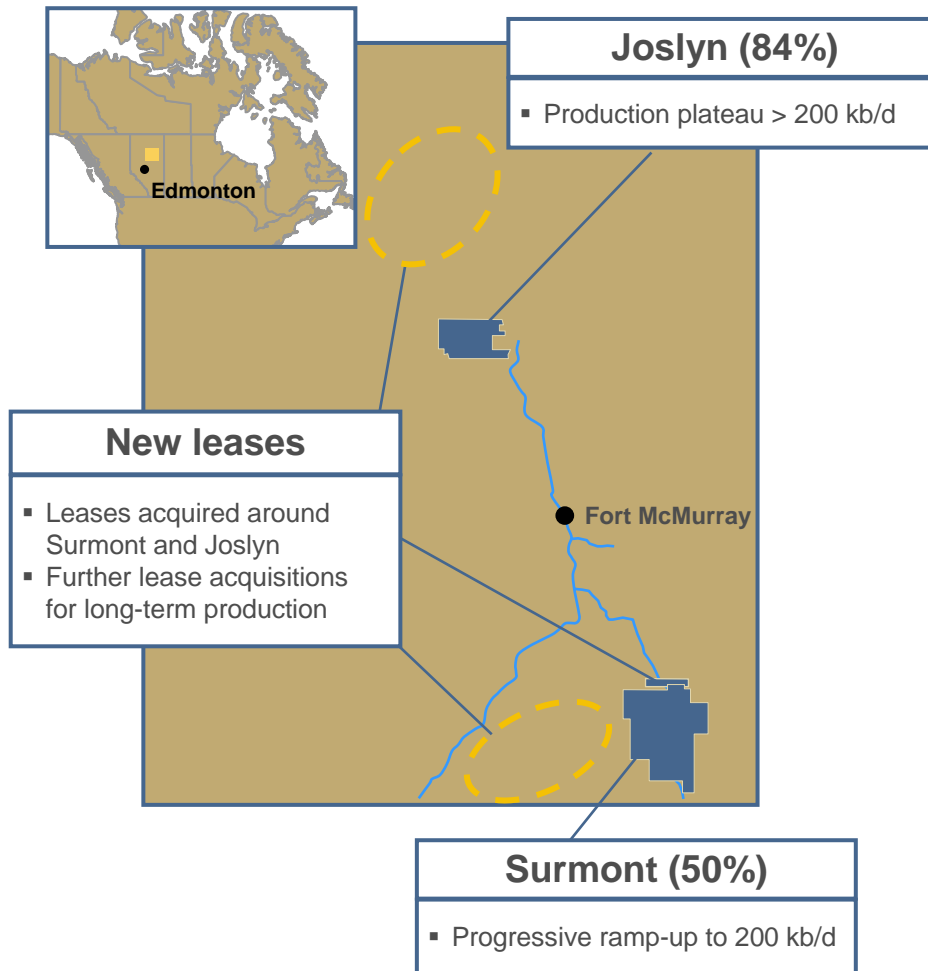 Joslyn (84%)
▪ Production plateau > 200 kb/d
Edmonton
New leases
▪ Leases acquired around
Surmont and Joslyn
▪ Further lease acquisitions
for long-term production
Fort McMurray
Surmont (50%)
▪ Progressive ramp-up to 200 kb/d